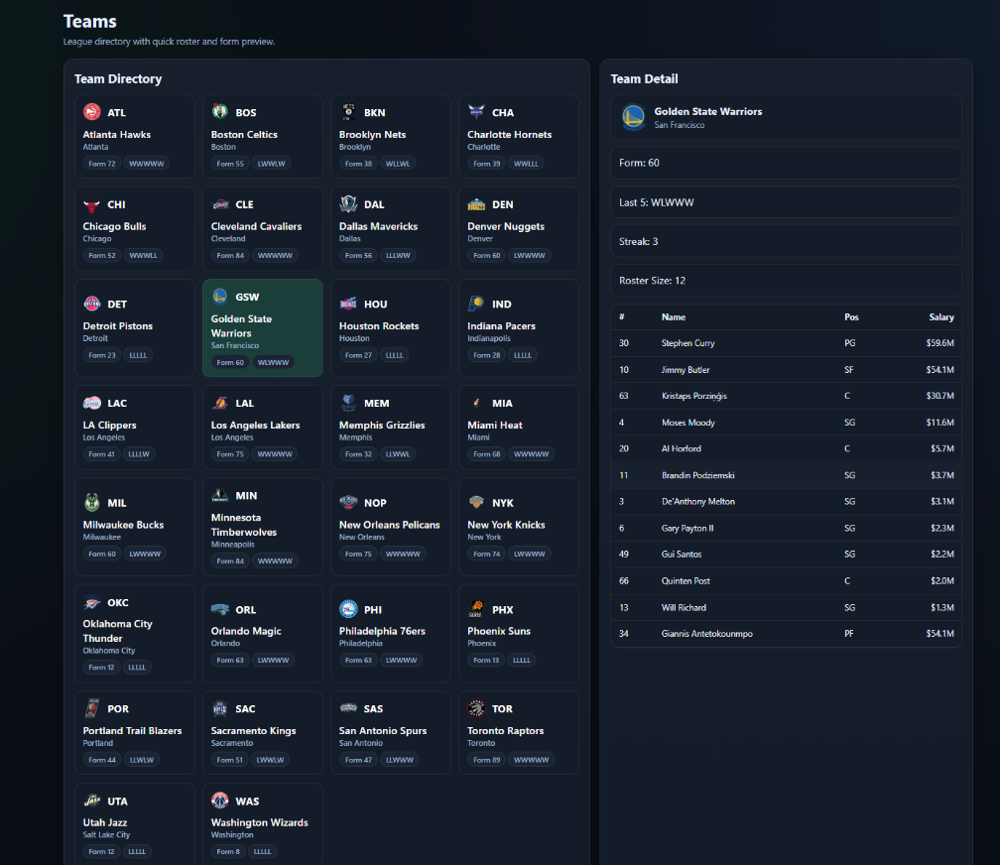 Teams
League directory with quick roster and form preview.
Team Directory
ATL
Atlanta Hawks
Atlanta
Form 72 WWWWW
BOS
Boston Celtics
Boston
Form 55 LWWLW
BKN
Brooklyn Nets
Brooklyn
Form 38 WLLWL
CHA
Charlotte Hornets
Charlotte
Form 39 WWLLL
CHI
Chicago Bulls
Chicago
Form 52 WWWLL
CLE
Cleveland Cavaliers
Cleveland
Form 84 WWWWW
DAL
Dallas Mavericks
Dallas
Form 56 LLLWW
DEN
Denver Nuggets
Denver
Form 60 LWWWW
DET
Detroit Pistons
Detroit
Form 23 LLLLL
GSW
Golden State
Warriors
San Francisco
Form 60 WLWWW
HOU
Houston Rockets
Houston
Form 27 LLLLL
IND
Indiana Pacers
Indianapolis
Form 28 LLLLL
LAC
LA Clippers
Los Angeles
Form 41 LLLLW
LAL
Los Angeles Lakers
Los Angeles
Form 75 WWWWW
MEM
Memphis Grizzlies
Memphis
Form 32 LLWWL
MIA
Miami Heat
Miami
Form 68 WWWWW
MIL
Milwaukee Bucks
Milwaukee
Form 60 LWWWW
MIN
Minnesota
Timberwolves
Minneapolis
Form 84 WWWWW
NOP
New Orleans Pelicans
New Orleans
Form 75 WWWWW
NYK
New York Knicks
New York
Form 74 LWWWW
OKC
Oklahoma City
Thunder
Oklahoma City
Form 12 LLLLL
ORL
Orlando Magic
Orlando
Form 63 LWWWW
PHI
Philadelphia 76ers
Philadelphia
Form 63 LWWWW
PHX
Phoenix Suns
Phoenix
Form 13 LLLLL
POR
Portland Trail Blazers
Portland
Form 44 LLWLW
SAC
Sacramento Kings
Sacramento
Form 51 LWWLW
SAS
San Antonio Spurs
San Antonio
Form 47 LLWWW
TOR
Toronto Raptors
Toronto
Form 89 WWWWW
UTA
Utah Jazz
Salt Lake City
Form 12 LLLLL
WAS
Washington Wizards
Washington
Form 8 LLLLL
Team Detail
Golden State Warriors
San Francisco
Form: 60
Last 5: WLWWW
Streak: 3
Roster Size: 12
# Name Pos Salary
30 Stephen Curry PG $59.6M
10 Jimmy Butler SF $54.1M
63 Kristaps Porziņģis C $30.7M
4 Moses Moody SG $11.6M
20 Al Horford C $5.7M
11 Brandin Podziemski SG $3.7M
3 De'Anthony Melton SG $3.1M
6 Gary Payton II SG $2.3M
49 Gui Santos SG $2.2M
66 Quinten Post C $2.0M
13 Will Richard SG $1.3M
34 Giannis Antetokounmpo PF $54.1M